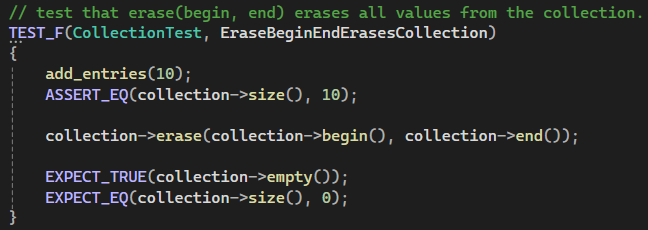 // test that erase(begin, end) erases all values from the collection.
TEST_F(CollectionTest, EraseBeginEndErasesCollection)
{
    add_entries(10);
    ASSERT_EQ(collection->size(), 10);

    collection->erase(collection->begin(), collection->end());

    EXPECT_TRUE(collection->empty());
    EXPECT_EQ(collection->size(), 0);
}